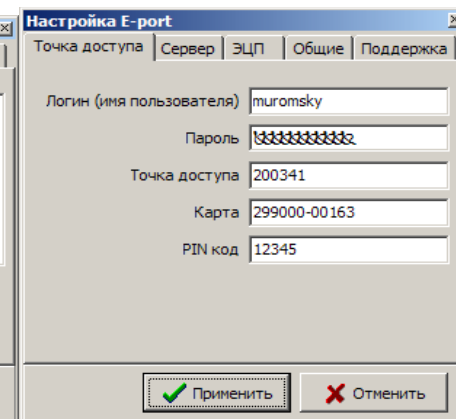 Настройка E-port
Точка доступа Сервер ЭЦП Общие Поддержка
Логин (имя пользователя) muromsky
Пароль
Точка доступа 200341
Карта 299000-00163
PIN код 12345
Применить Отменить